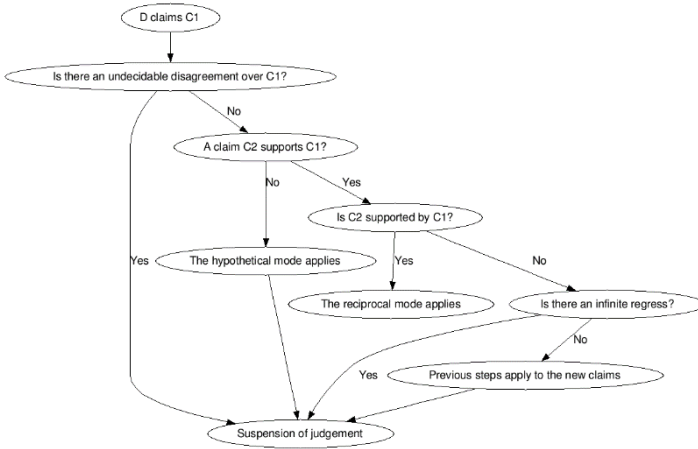 D claims C1
Is there an undecidable disagreement over C1?
No
A claim C2 supports C1?
No
Yes
Is C2 supported by C1?
Yes
The hypothetical mode applies
Yes
No
The reciprocal mode applies
Is there an infinite regress?
No
Yes
Previous steps apply to the new claims
Suspension of judgement